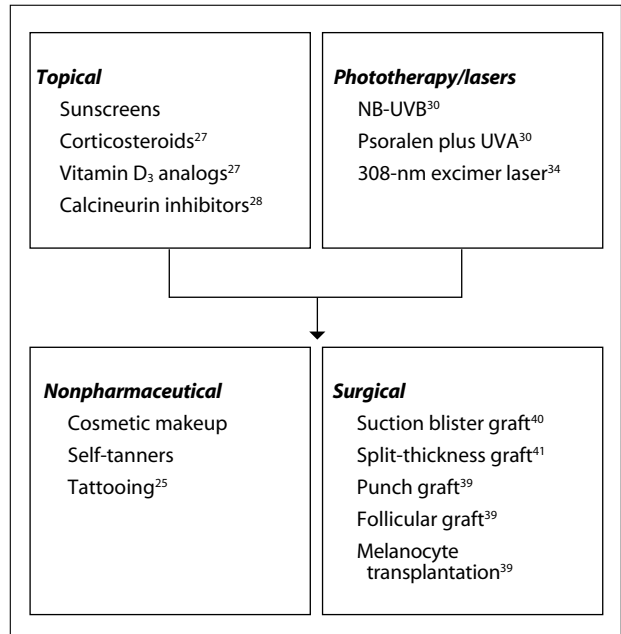 Topical
Sunscreens
Corticosteroids²⁷
Vitamin D₃ analogs²⁷
Calcineurin inhibitors²⁸
Phototherapy/lasers
NB-UVB³⁰
Psoralen plus UVA³⁰
308-nm excimer laser³⁴
Nonpharmaceutical
Cosmetic makeup
Self-tanners
Tattooing²⁵
Surgical
Suction blister graft⁴⁰
Split-thickness graft⁴¹
Punch graft³⁹
Follicular graft³⁹
Melanocyte
transplantation³⁹